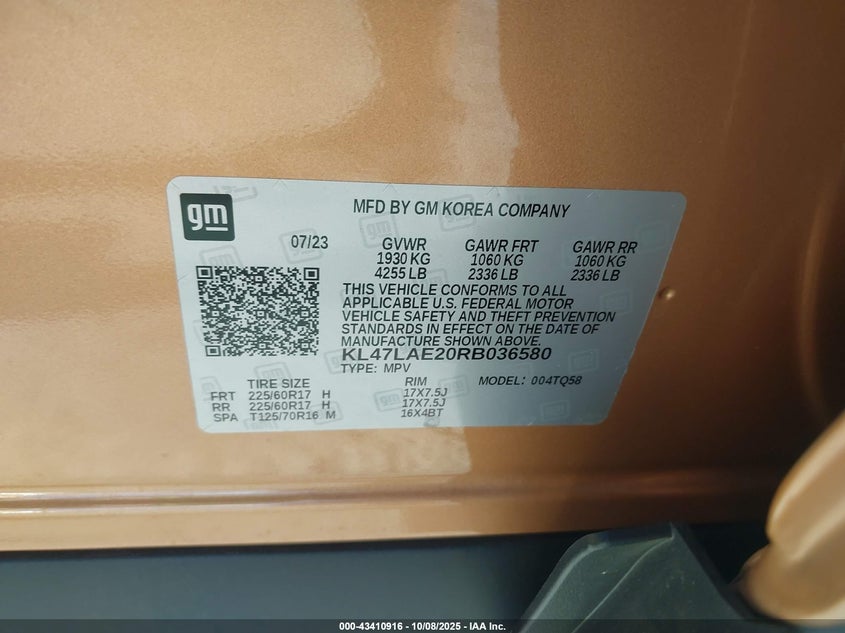 gm
MFD BY GM KOREA COMPANY
07/23 GVWR GAWR FRT GAWR RR
1930 KG 1060 KG 1060 KG
4255 LB 2336 LB 2336 LB
THIS VEHICLE CONFORMS TO ALL
APPLICABLE U.S. FEDERAL MOTOR
VEHICLE SAFETY AND THEFT PREVENTION
STANDARDS IN EFFECT ON THE DATE OF
MANUFACTURE SHOWN ABOVE.
KL47LAE20RB036580
TYPE: MPV
TIRE SIZE RIM MODEL: 004TQ58
FRT 225/60R17 H 17X7.5J
RR 225/60R17 H 17X7.5J
SPA T125/70R16 M 16X4BT
000-43410916 - 10/08/2025 - IAA Inc.